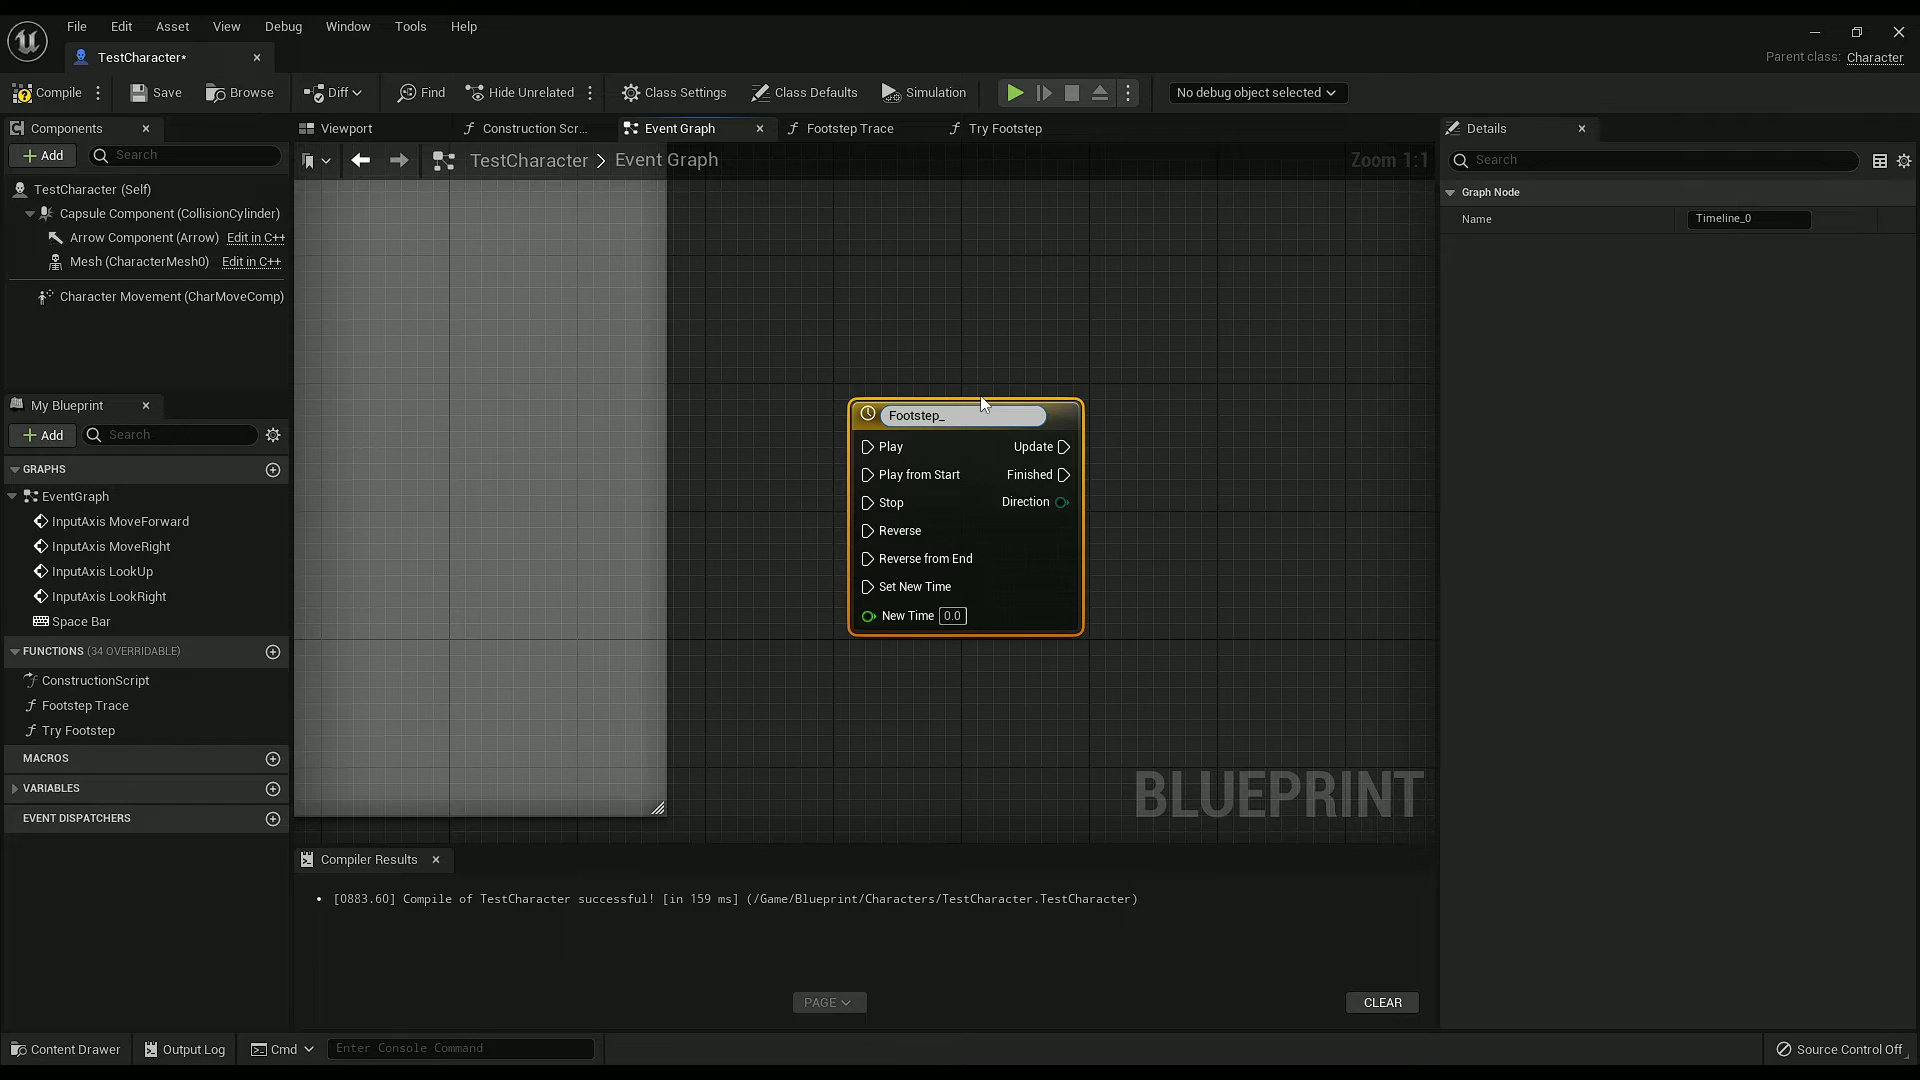 File Edit Asset View Debug Window Tools Help
TestCharacter*
Parent class: Character
Compile Save Browse Diff Find Hide Unrelated Class Settings Class Defaults Simulation No debug object selected
Components
Viewport Construction Scr... Event Graph Footstep Trace Try Footstep
Details
Add Search
TestCharacter > Event Graph
Zoom 1:1
Search
TestCharacter (Self)
Graph Node
Capsule Component (CollisionCylinder)
Name Timeline_0
Arrow Component (Arrow) Edit in C++
Mesh (CharacterMesh0) Edit in C++
Character Movement (CharMoveComp)
My Blueprint
Add Search
GRAPHS
EventGraph
InputAxis MoveForward
InputAxis MoveRight
InputAxis LookUp
InputAxis LookRight
Space Bar
FUNCTIONS (34 OVERRIDABLE)
ConstructionScript
Footstep Trace
Try Footstep
MACROS
VARIABLES
EVENT DISPATCHERS
Footstep_
Play Update
Play from Start Finished
Stop Direction
Reverse
Reverse from End
Set New Time
New Time 0.0
BLUEPRINT
Compiler Results
[0883.60] Compile of TestCharacter successful! [in 159 ms] (/Game/Blueprint/Characters/TestCharacter.TestCharacter)
PAGE CLEAR
Content Drawer Output Log Cmd Enter Console Command Source Control Off